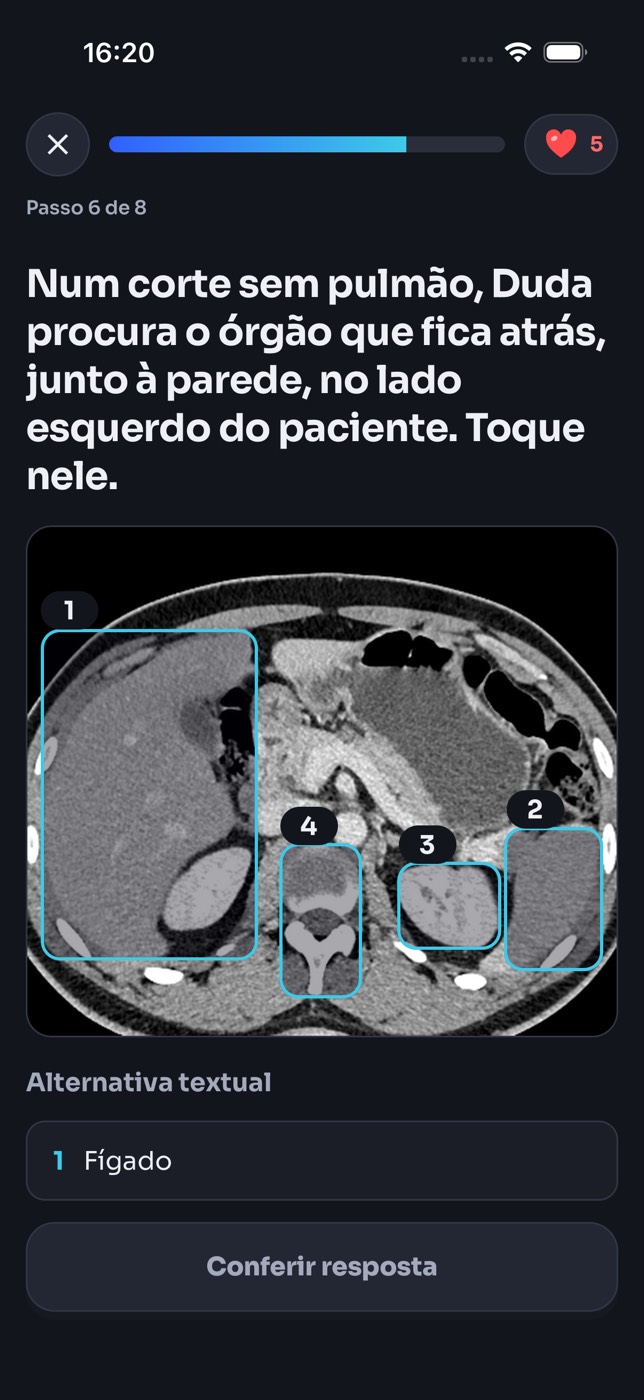 16:20
5
Passo 6 de 8
Num corte sem pulmão, Duda
procura o órgão que fica atrás,
junto à parede, no lado
esquerdo do paciente. Toque
nele.
1
2
4
3
Alternativa textual
1 Fígado
Conferir resposta